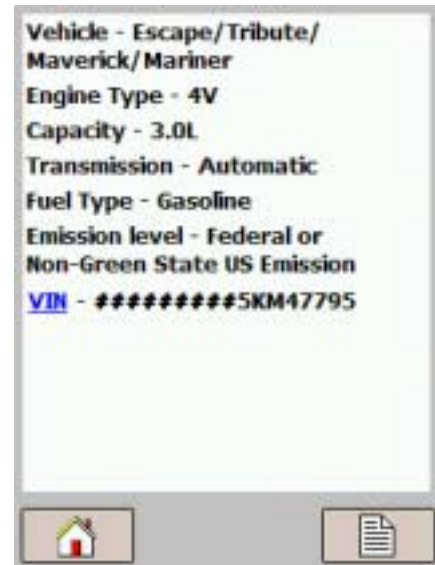 Vehicle - Escape/Tribute/
Maverick/Mariner
Engine Type - 4V
Capacity - 3.0L
Transmission - Automatic
Fuel Type - Gasoline
Emission level - Federal or
Non-Green State US Emission
VIN - #########5KM47795